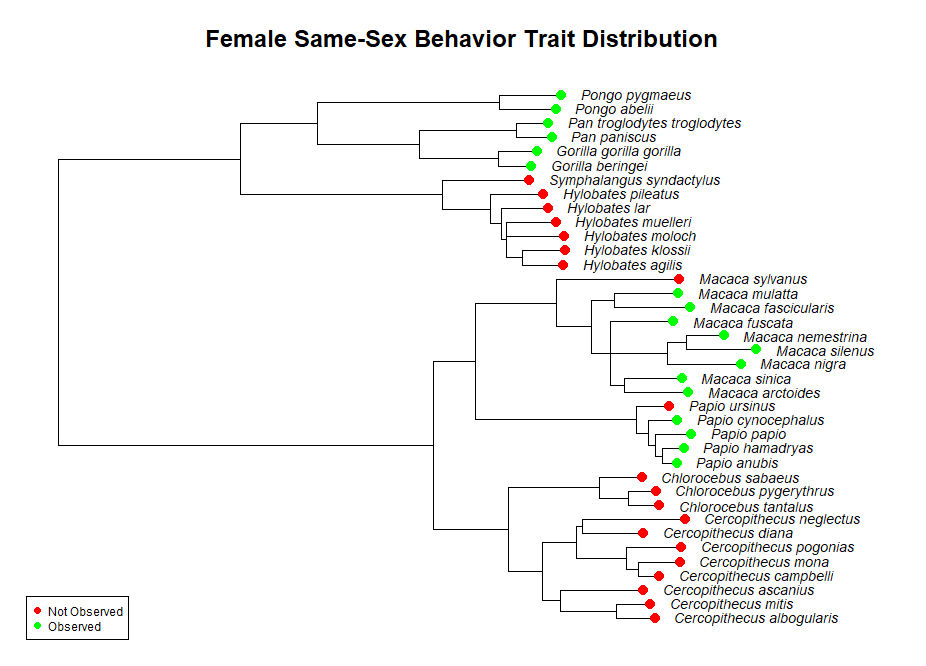 Female Same-Sex Behavior Trait Distribution
Pongo pygmaeus
Pongo abelii
Pan troglodytes troglodytes
Pan paniscus
Gorilla gorilla gorilla
Gorilla beringei
Symphalangus syndactylus
Hylobates pileatus
Hylobates lar
Hylobates muelleri
Hylobates moloch
Hylobates klossii
Hylobates agilis
Macaca sylvanus
Macaca mulatta
Macaca fascicularis
Macaca fuscata
Macaca nemestrina
Macaca silenus
Macaca nigra
Macaca sinica
Macaca arctoides
Papio ursinus
Papio cynocephalus
Papio papio
Papio hamadryas
Papio anubis
Chlorocebus sabaeus
Chlorocebus pygerythrus
Chlorocebus tantalus
Cercopithecus neglectus
Cercopithecus diana
Cercopithecus pogonias
Cercopithecus mona
Cercopithecus campbelli
Cercopithecus ascanius
Cercopithecus mitis
Cercopithecus albogularis
Not Observed
Observed